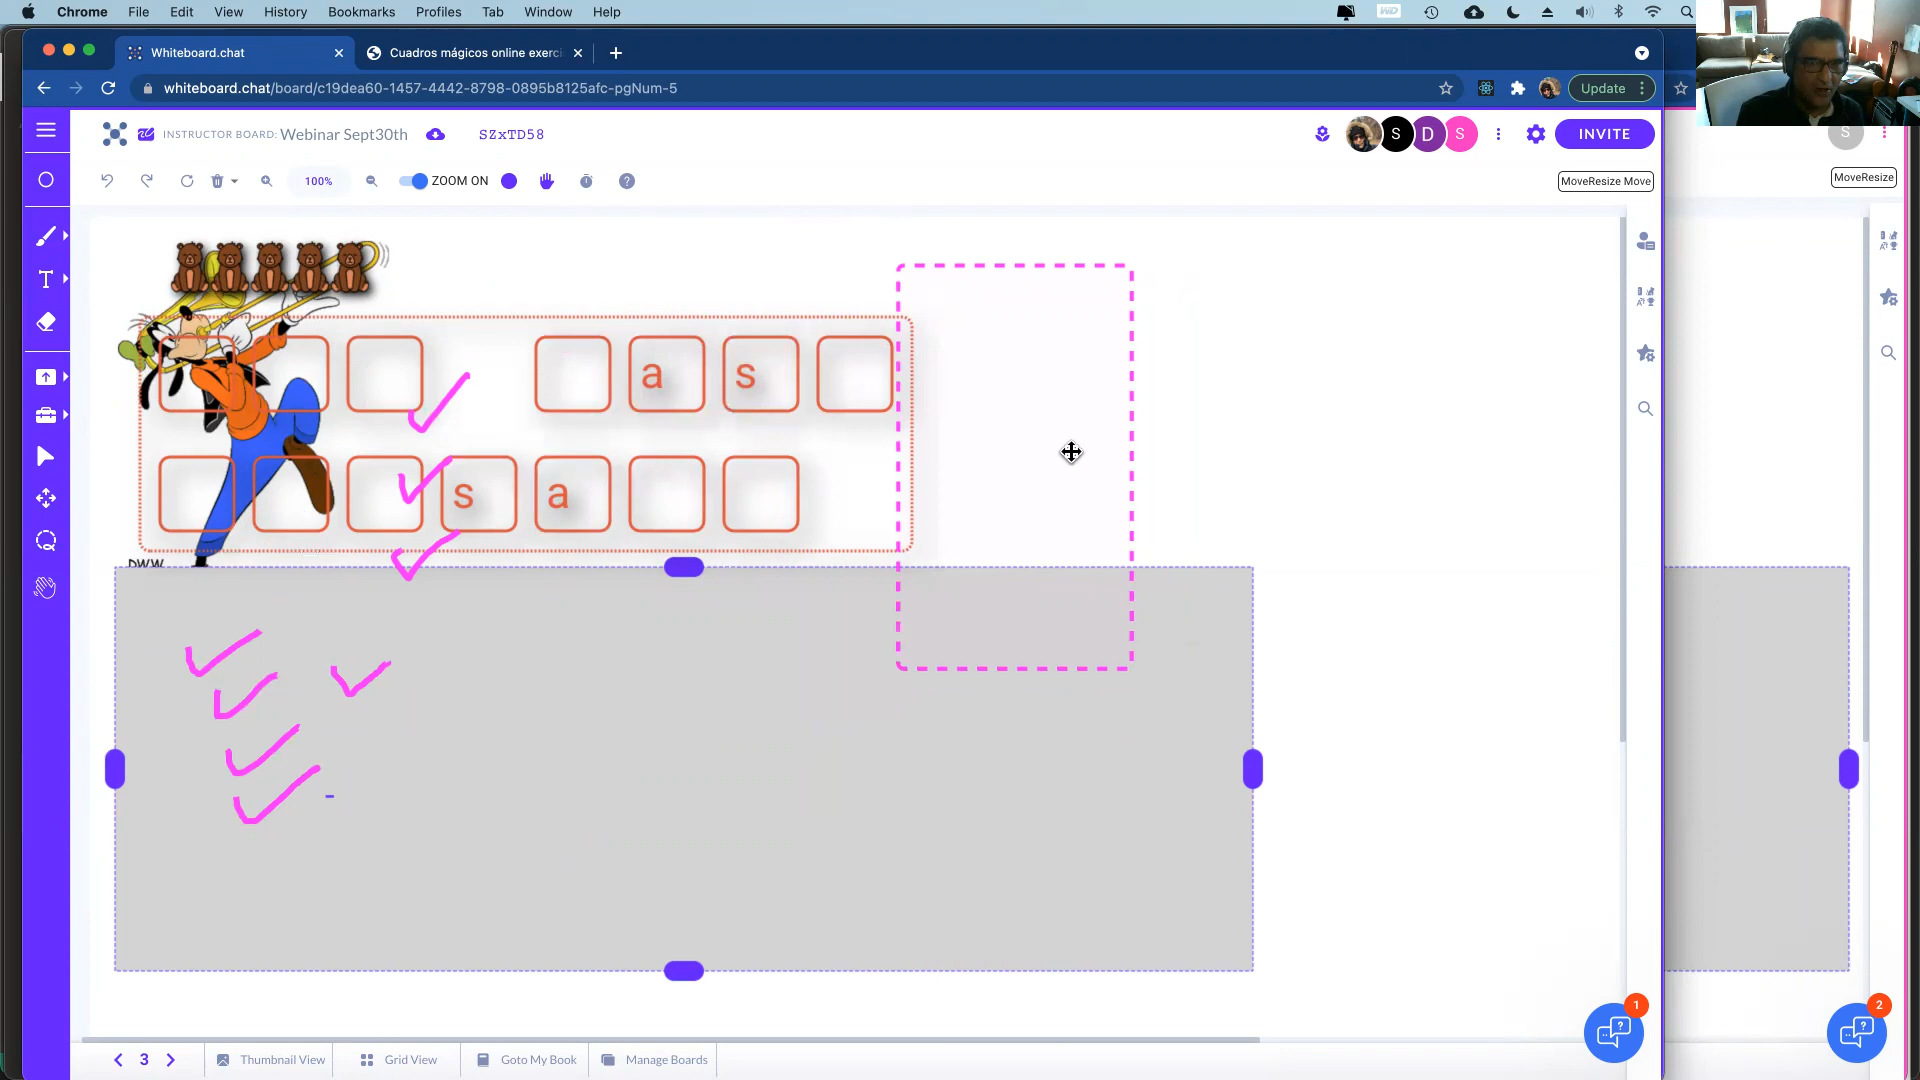 Chrome File Edit View History Bookmarks Profiles Tab Window Help
Whiteboard.chat
Cuadros mágicos online exerci
whiteboard.chat/board/c19dea60-1457-4442-8798-0895b8125afc-pgNum-5
Update
INSTRUCTOR BOARD: Webinar Sept30th
SZxTD58
S D S
INVITE
S
100%
ZOOM ON
MoveResize Move
MoveResize
a s
s a
DWW
1
2
3
Thumbnail View
Grid View
Goto My Book
Manage Boards